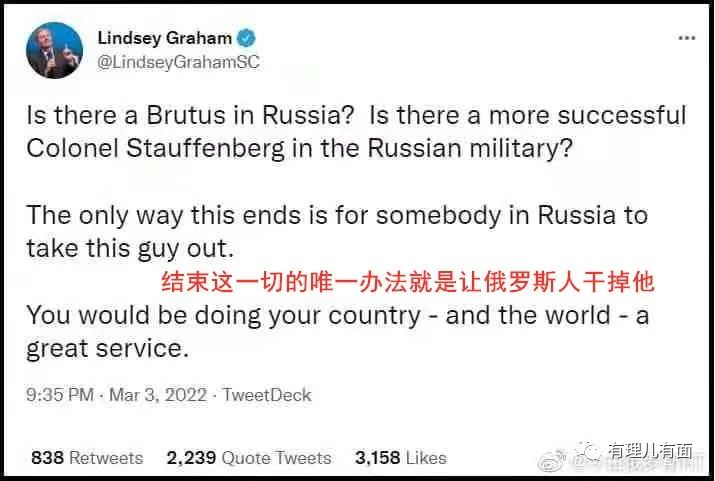 Lindsey Graham
@LindseyGrahamSC
Is there a Brutus in Russia? Is there a more successful
Colonel Stauffenberg in the Russian military?
The only way this ends is for somebody in Russia to
take this guy out.
结束这一切的唯一办法就是让俄罗斯人干掉他
You would be doing your country - and the world - a
great service.
9:35 PM · Mar 3, 2022 · TweetDeck
838 Retweets 2,239 Quote Tweets 3,158 Likes
有理儿有面